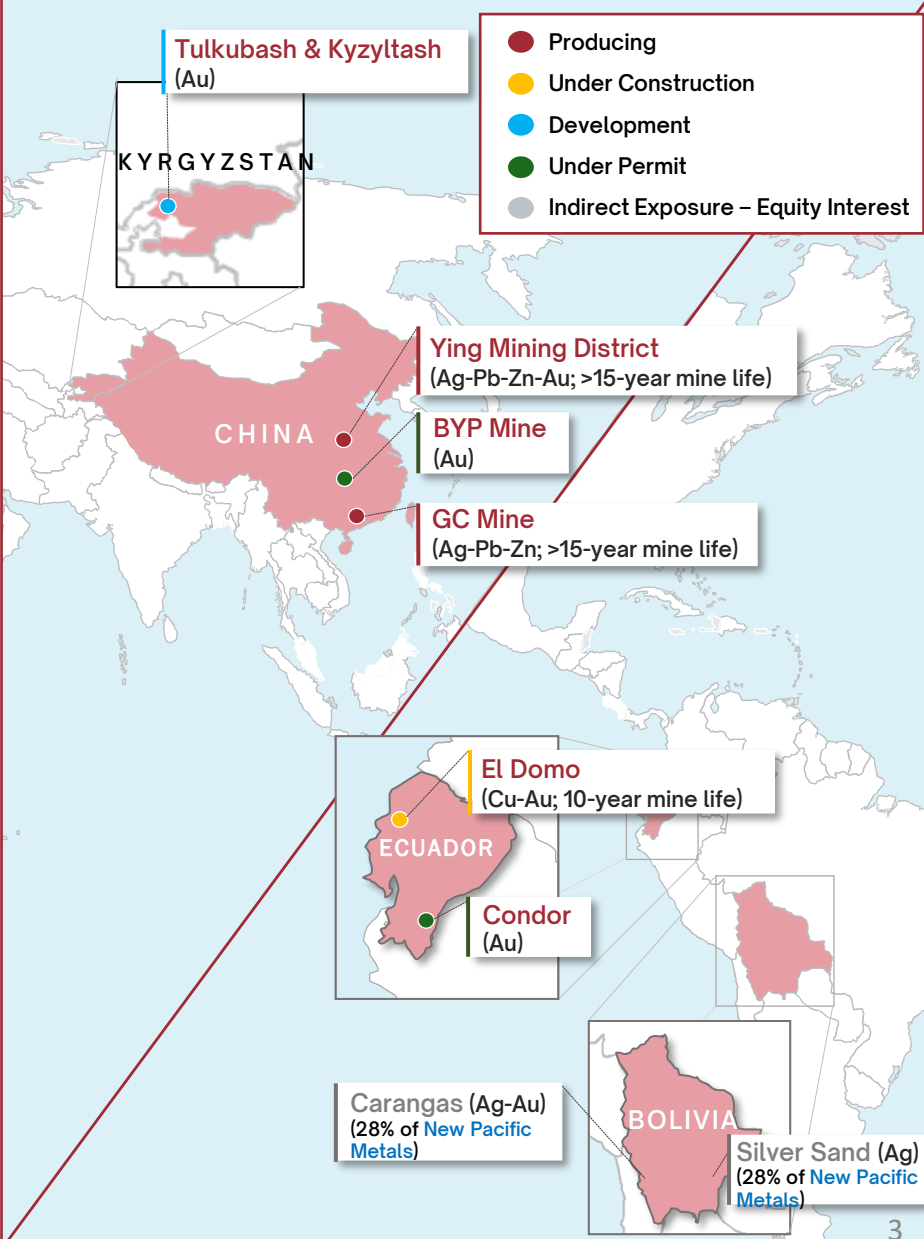 Tulkubash & Kyzyltash
(Au)
KYRGYZSTAN
Producing
Under Construction
Development
Under Permit
Indirect Exposure – Equity Interest
CHINA
Ying Mining District
(Ag-Pb-Zn-Au; >15-year mine life)
BYP Mine
(Au)
GC Mine
(Ag-Pb-Zn; >15-year mine life)
El Domo
(Cu-Au; 10-year mine life)
ECUADOR
Condor
(Au)
Carangas (Ag-Au)
(28% of New Pacific
Metals)
BOLIVIA
Silver Sand (Ag)
(28% of New Pacific
Metals)
3